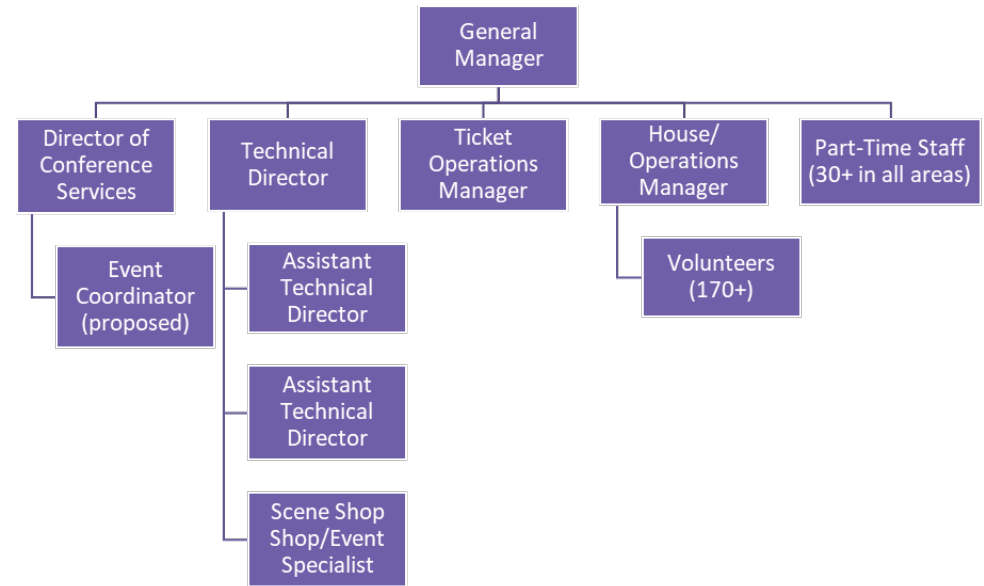 General
Manager
Director of
Conference
Services
Technical
Director
Ticket
Operations
Manager
House/
Operations
Manager
Part-Time Staff
(30+ in all areas)
Event
Coordinator
(proposed)
Assistant
Technical
Director
Volunteers
(170+)
Assistant
Technical
Director
Scene Shop
Shop/Event
Specialist